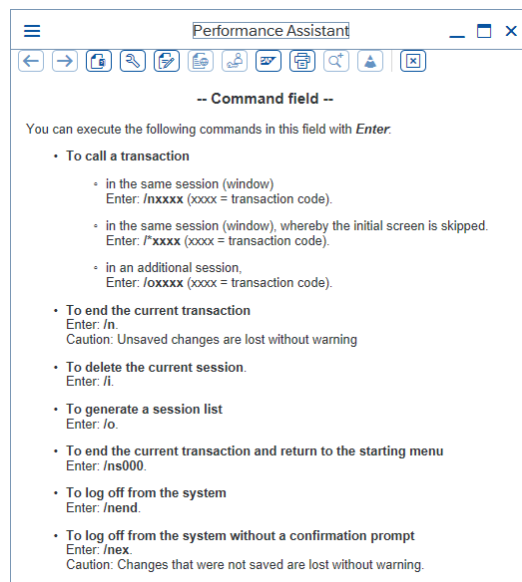 Performance Assistant
-- Command field --
You can execute the following commands in this field with Enter:
• To call a transaction
◦ in the same session (window)
Enter: /nxxxx (xxxx = transaction code).
◦ in the same session (window), whereby the initial screen is skipped.
Enter: /*xxxx (xxxx = transaction code).
◦ in an additional session,
Enter: /oxxxx (xxxx = transaction code).
• To end the current transaction
Enter: /n.
Caution: Unsaved changes are lost without warning
• To delete the current session.
Enter: /i.
• To generate a session list
Enter: /o.
• To end the current transaction and return to the starting menu
Enter: /ns000.
• To log off from the system
Enter: /nend.
• To log off from the system without a confirmation prompt
Enter: /nex.
Caution: Changes that were not saved are lost without warning.